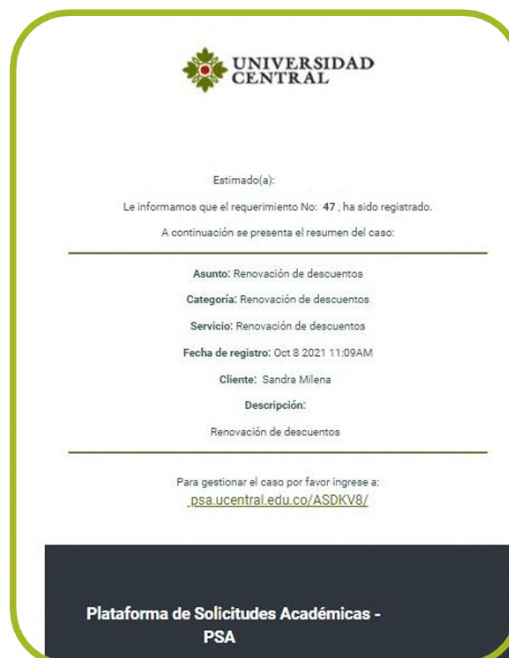 UNIVERSIDAD
CENTRAL
Estimado(a):
Le informamos que el requerimiento No: 47 , ha sido registrado.
A continuación se presenta el resumen del caso:
Asunto: Renovación de descuentos
Categoría: Renovación de descuentos
Servicio: Renovación de descuentos
Fecha de registro: Oct 8 2021 11:09AM
Cliente: Sandra Milena
Descripción:
Renovación de descuentos
Para gestionar el caso por favor ingrese a:
psa.ucentral.edu.co/ASDKV8/
Plataforma de Solicitudes Académicas -
PSA